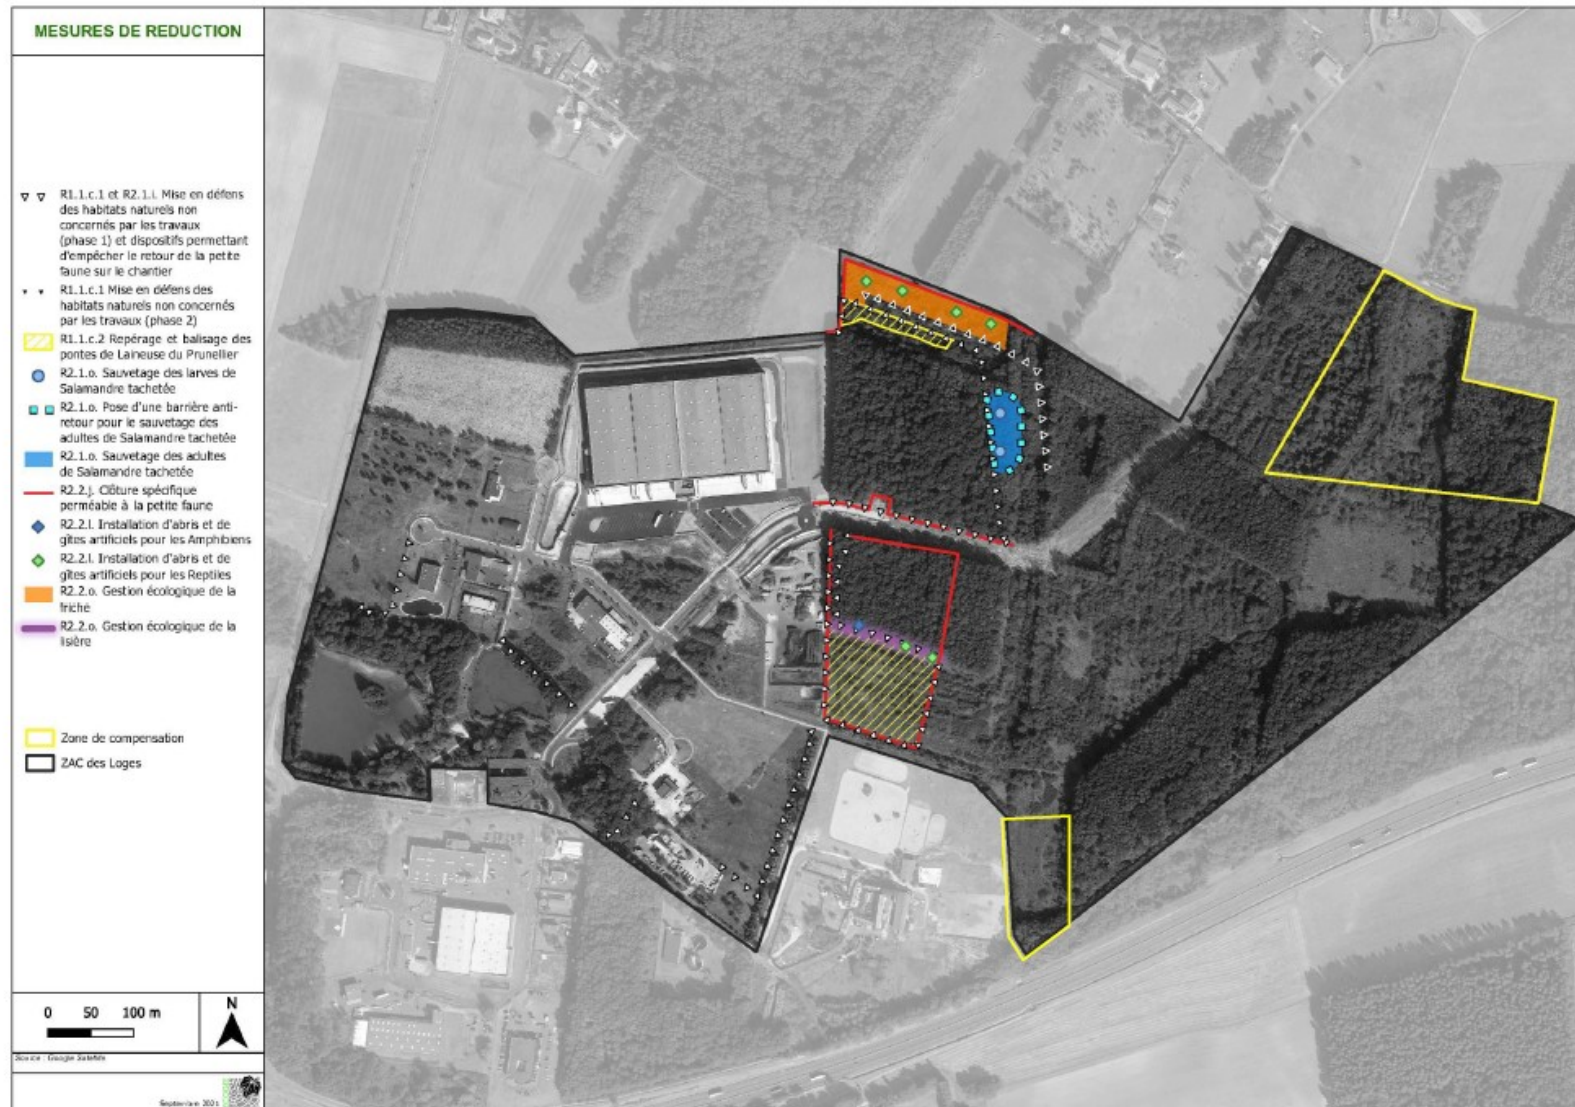 MESURES DE REDUCTION
R1.1.c.1 et R2.1.i. Mise en défens
des habitats naturels non
concernés par les travaux
(phase 1) et dispositifs permettant
d'empêcher le retour de la petite
faune sur le chantier
R1.1.c.1 Mise en défens des
habitats naturels non concernés
par les travaux (phase 2)
R1.1.c.2 Repérage et balisage des
pontes de Laineuse du Prunellier
R2.1.o. Sauvetage des larves de
Salamandre tachetée
R2.1.o. Pose d'une barrière anti-
retour pour le sauvetage des
adultes de Salamandre tachetée
R2.1.o. Sauvetage des adultes
de Salamandre tachetée
R2.2.j. Clôture spécifique
perméable à la petite faune
R2.2.l. Installation d'abris et de
gîtes artificiels pour les Amphibiens
R2.2.l. Installation d'abris et de
gîtes artificiels pour les Reptiles
R2.2.o. Gestion écologique de la
friche
R2.2.o. Gestion écologique de la
lisière
Zone de compensation
ZAC des Loges
0 50 100 m
N
Source : Google Satellite
Septembre 2021